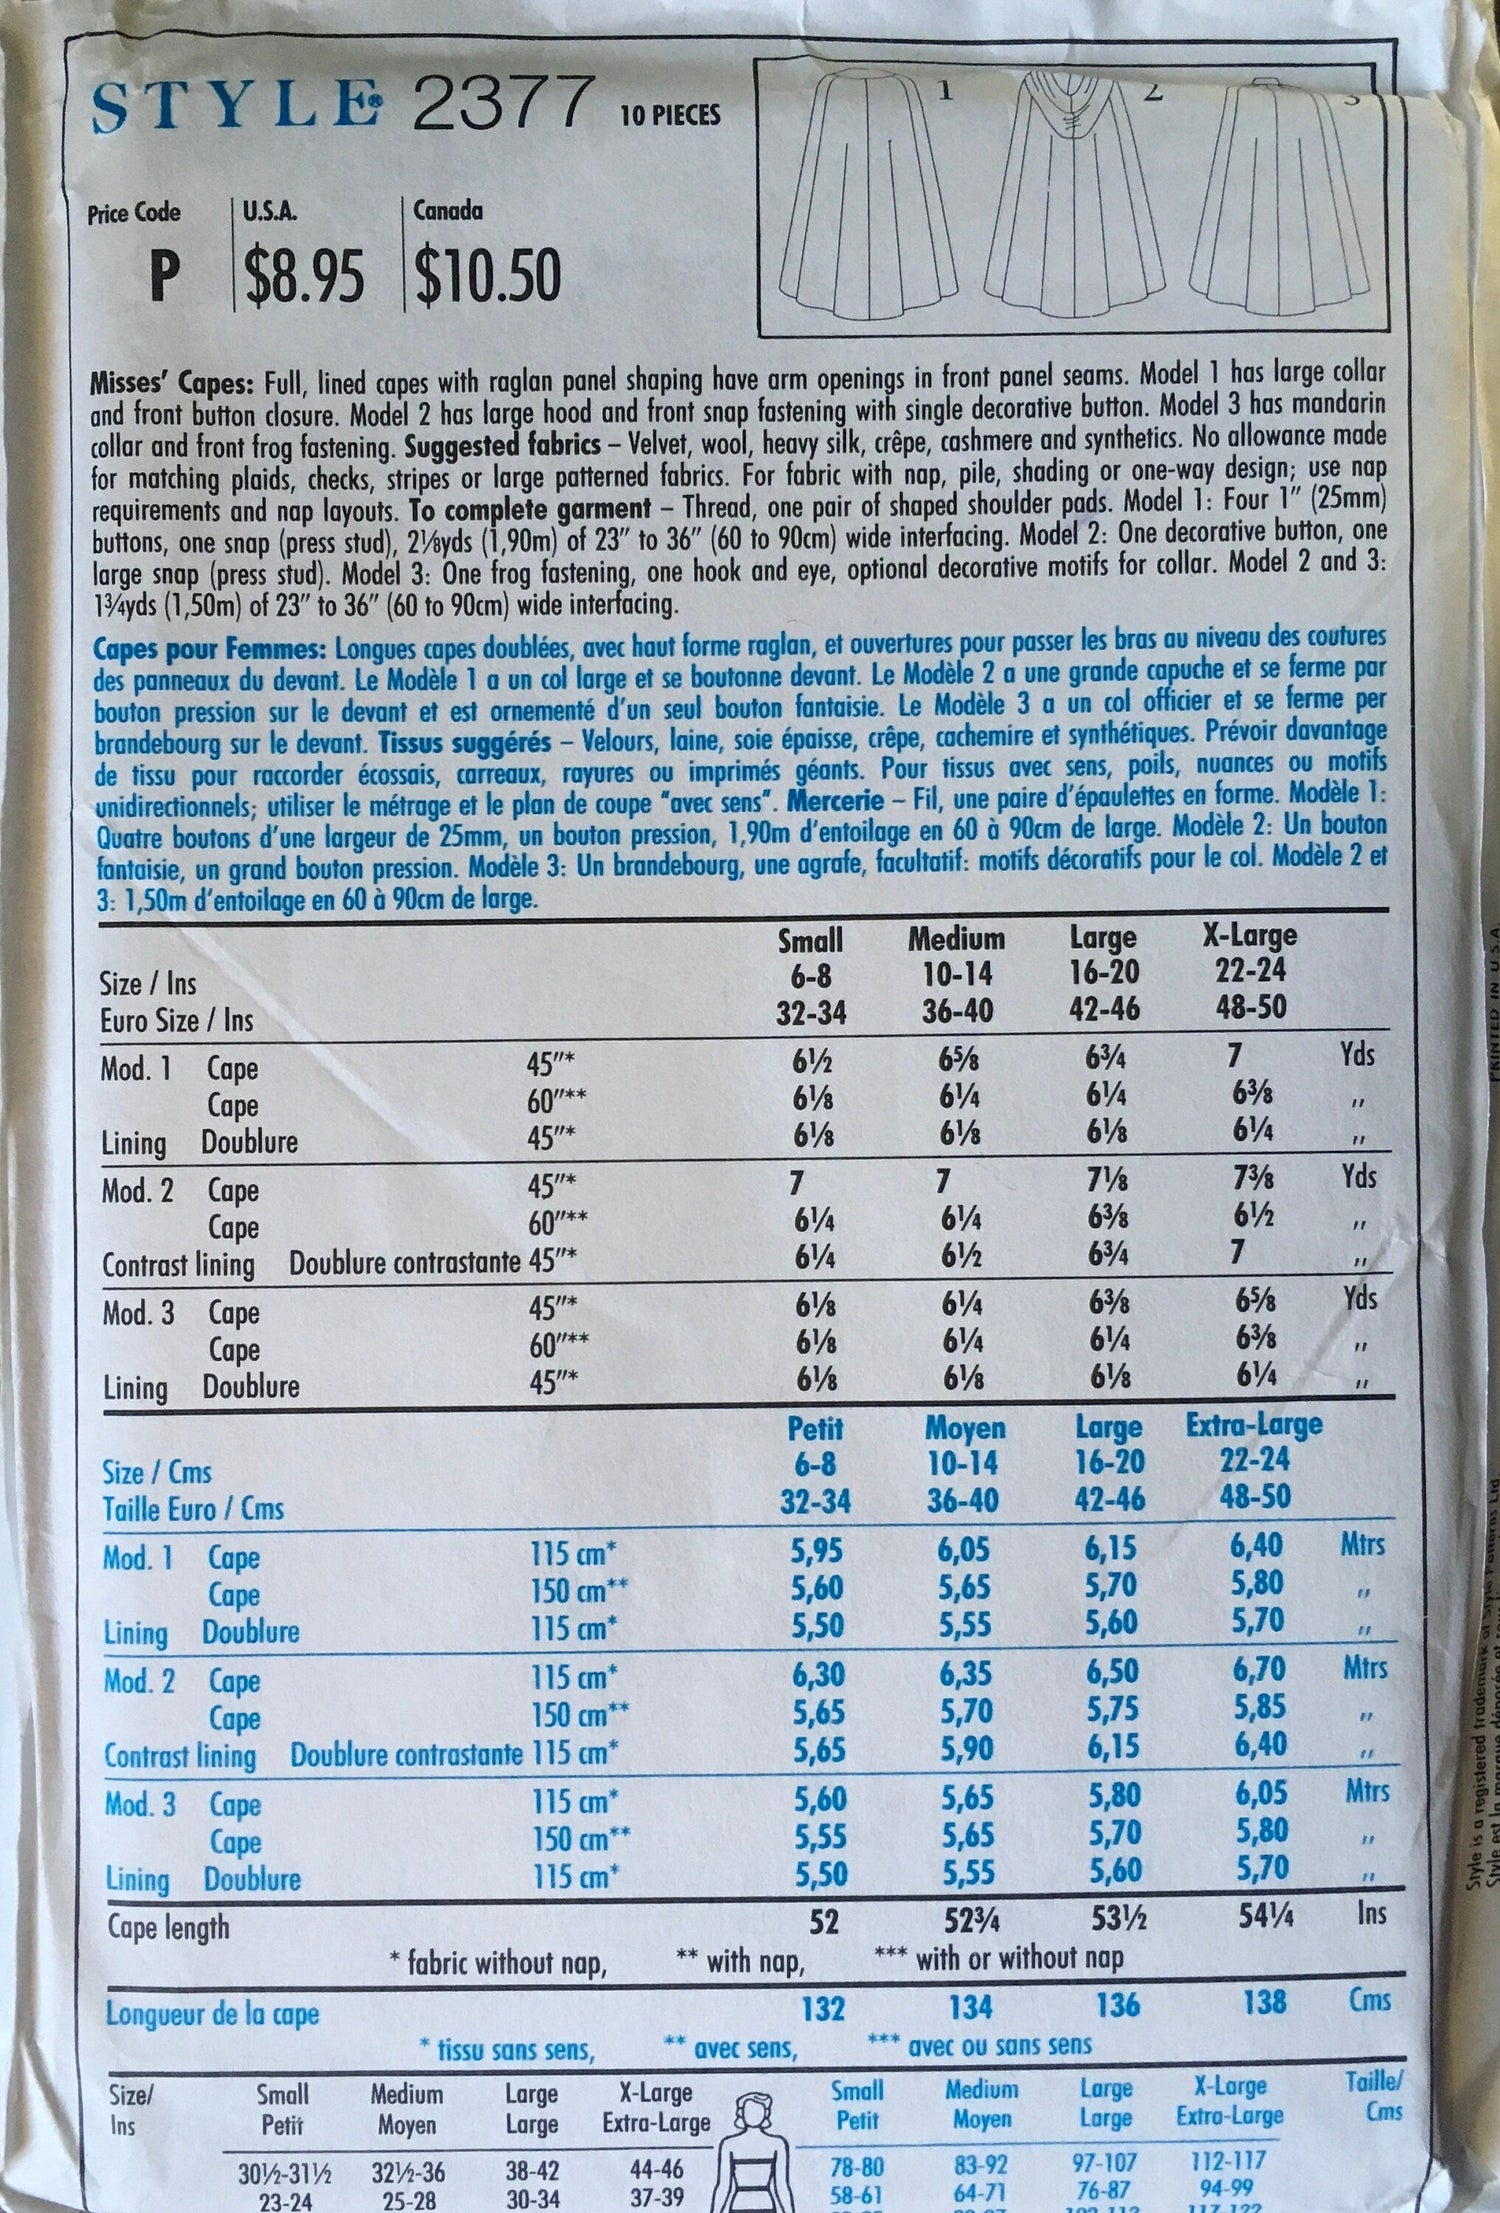 STYLE® 2377 10 PIECES
1 2 3
Price Code U.S.A. Canada
P $8.95 $10.50
Misses' Capes: Full, lined capes with raglan panel shaping have arm openings in front panel seams. Model 1 has large collar
and front button closure. Model 2 has large hood and front snap fastening with single decorative button. Model 3 has mandarin
collar and front frog fastening. Suggested fabrics – Velvet, wool, heavy silk, crêpe, cashmere and synthetics. No allowance made
for matching plaids, checks, stripes or large patterned fabrics. For fabric with nap, pile, shading or one-way design; use nap
requirements and nap layouts. To complete garment – Thread, one pair of shaped shoulder pads. Model 1: Four 1″ (25mm)
buttons, one snap (press stud), 2⅛yds (1,90m) of 23″ to 36″ (60 to 90cm) wide interfacing. Model 2: One decorative button, one
large snap (press stud). Model 3: One frog fastening, one hook and eye, optional decorative motifs for collar. Model 2 and 3:
1¾yds (1,50m) of 23″ to 36″ (60 to 90cm) wide interfacing.
Capes pour Femmes: Longues capes doublées, avec haut forme raglan, et ouvertures pour passer les bras au niveau des coutures
des panneaux du devant. Le Modèle 1 a un col large et se boutonne devant. Le Modèle 2 a une grande capuche et se ferme par
bouton pression sur le devant et est ornementé d'un seul bouton fantaisie. Le Modèle 3 a un col officier et se ferme per
brandebourg sur le devant. Tissus suggérés – Velours, laine, soie épaisse, crêpe, cachemire et synthétiques. Prévoir davantage
de tissu pour raccorder écossais, carreaux, rayures ou imprimés géants. Pour tissus avec sens, poils, nuances ou motifs
unidirectionnels; utiliser le métrage et le plan de coupe "avec sens". Mercerie – Fil, une paire d'épaulettes en forme. Modèle 1:
Quatre boutons d'une largeur de 25mm, un bouton pression, 1,90m d'entoilage en 60 à 90cm de large. Modèle 2: Un bouton
fantaisie, un grand bouton pression. Modèle 3: Un brandebourg, une agrafe, facultatif: motifs décoratifs pour le col. Modèle 2 et
3: 1,50m d'entoilage en 60 à 90cm de large.
Small Medium Large X-Large
Size / Ins 6-8 10-14 16-20 22-24
Euro Size / Ins 32-34 36-40 42-46 48-50
Mod. 1 Cape 45″* 6½ 6⅝ 6¾ 7 Yds
Cape 60″** 6⅛ 6¼ 6¼ 6⅜ ,,
Lining Doublure 45″* 6⅛ 6⅛ 6⅛ 6¼ ,,
Mod. 2 Cape 45″* 7 7 7⅛ 7⅜ Yds
Cape 60″** 6¼ 6¼ 6⅜ 6½ ,,
Contrast lining Doublure contrastante 45″* 6¼ 6½ 6¾ 7 ,,
Mod. 3 Cape 45″* 6⅛ 6¼ 6⅜ 6⅝ Yds
Cape 60″** 6⅛ 6¼ 6¼ 6⅜ ,,
Lining Doublure 45″* 6⅛ 6⅛ 6⅛ 6¼ ,,
Petit Moyen Large Extra-Large
Size / Cms 6-8 10-14 16-20 22-24
Taille Euro / Cms 32-34 36-40 42-46 48-50
Mod. 1 Cape 115 cm* 5,95 6,05 6,15 6,40 Mtrs
Cape 150 cm** 5,60 5,65 5,70 5,80 ,,
Lining Doublure 115 cm* 5,50 5,55 5,60 5,70 ,,
Mod. 2 Cape 115 cm* 6,30 6,35 6,50 6,70 Mtrs
Cape 150 cm** 5,65 5,70 5,75 5,85 ,,
Contrast lining Doublure contrastante 115 cm* 5,65 5,90 6,15 6,40 ,,
Mod. 3 Cape 115 cm* 5,60 5,65 5,80 6,05 Mtrs
Cape 150 cm** 5,55 5,65 5,70 5,80 ,,
Lining Doublure 115 cm* 5,50 5,55 5,60 5,70 ,,
Cape length 52 52¾ 53½ 54¼ Ins
* fabric without nap, ** with nap, *** with or without nap
Longueur de la cape 132 134 136 138 Cms
* tissu sans sens, ** avec sens, *** avec ou sans sens
Size/ Small Medium Large X-Large Small Medium Large X-Large Taille/
Ins Petit Moyen Large Extra-Large Petit Moyen Large Extra-Large Cms
30½-31½ 32½-36 38-42 44-46 78-80 83-92 97-107 112-117
23-24 25-28 30-34 37-39 58-61 64-71 76-87 94-99
PRINTED IN U.S.A.
Style is a registered trademark of Style Patterns Ltd
Style est la marque déposée